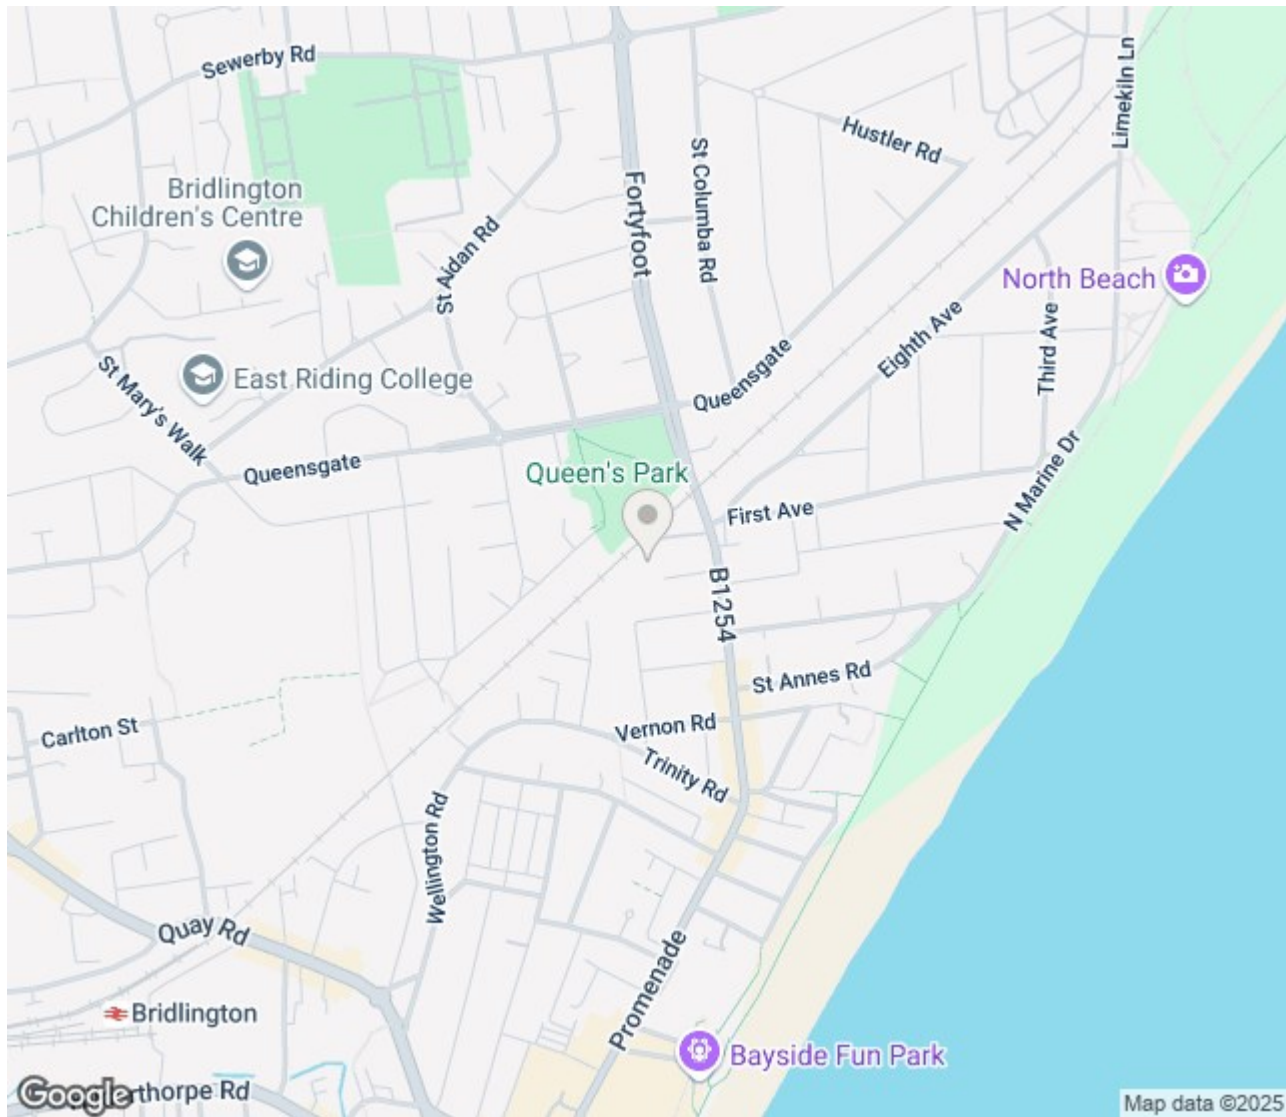 Sewerby Rd
Limekiln Ln
Hustler Rd
St Columba Rd
Fortyfoot
Bridlington
Children's Centre
St Aidan Rd
North Beach
Eighth Ave
Third Ave
Queensgate
St Mary's Walk
East Riding College
Queensgate
Queen's Park
First Ave
N Marine Dr
B1254
St Annes Rd
Carlton St
Vernon Rd
Trinity Rd
Wellington Rd
Quay Rd
Promenade
Bridlington
Bayside Fun Park
Google
Rd
Map data ©2025